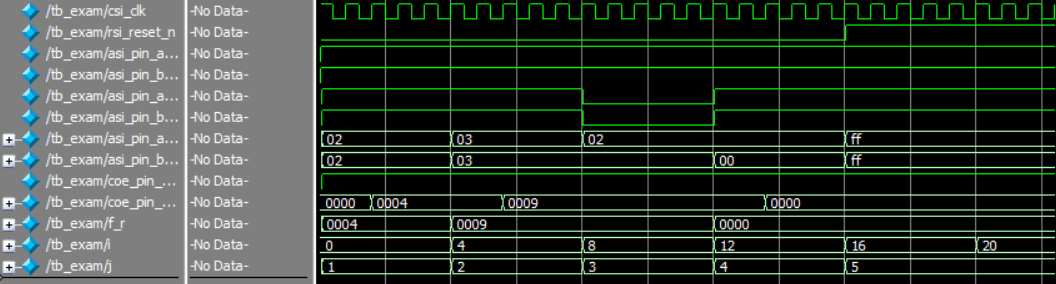 /tb_exam/csi_clk -No Data-
/tb_exam/rsi_reset_n -No Data-
/tb_exam/asi_pin_a... -No Data-
/tb_exam/asi_pin_b... -No Data-
/tb_exam/asi_pin_a... -No Data-
/tb_exam/asi_pin_b... -No Data-
/tb_exam/asi_pin_a... -No Data- 02 03 02 ff
/tb_exam/asi_pin_b... -No Data- 02 03 00 ff
/tb_exam/coe_pin_... -No Data-
/tb_exam/coe_pin_... -No Data- 0000 0004 0009 0000
/tb_exam/f_r -No Data- 0004 0009 0000
/tb_exam/i -No Data- 0 4 8 12 16 20
/tb_exam/j -No Data- 1 2 3 4 5